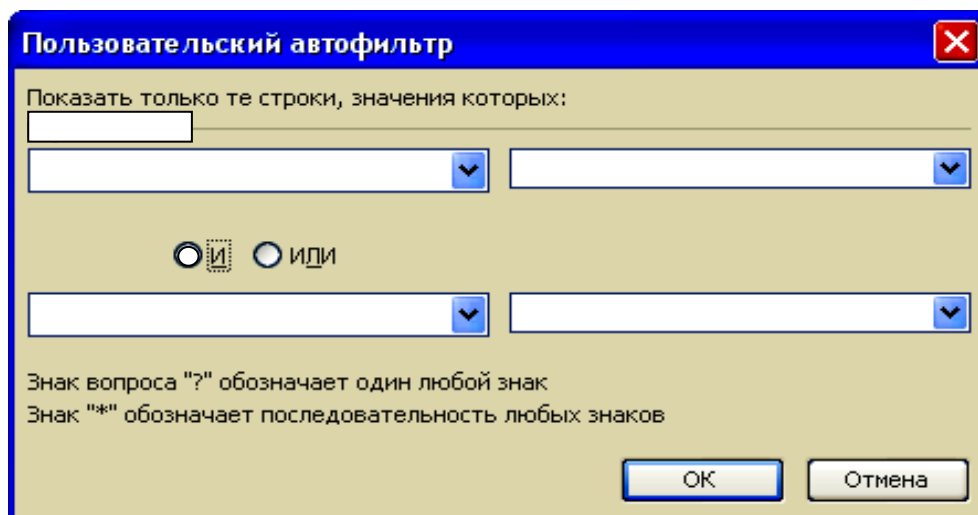 Пользовательский автофильтр
Показать только те строки, значения которых:
И ИЛИ
Знак вопроса "?" обозначает один любой знак
Знак "*" обозначает последовательность любых знаков
ОК Отмена